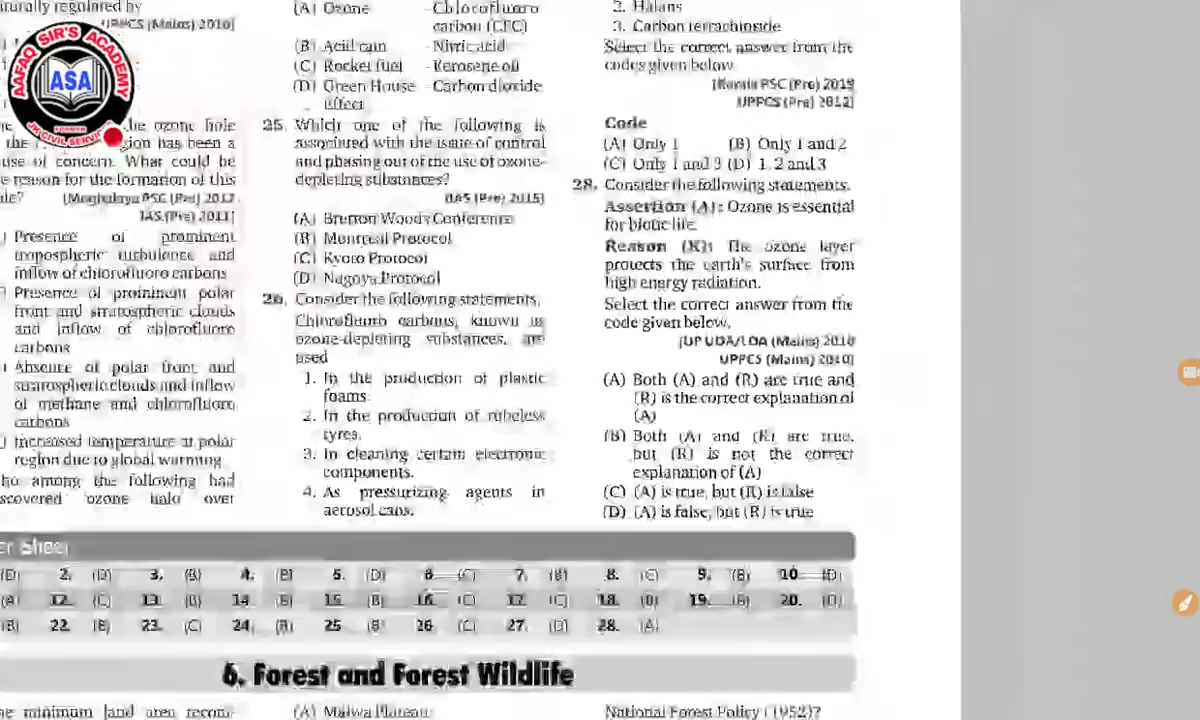 turally regulated by
[UPPCS (Mains) 2010]
AAFAQ SIR'S ACADEMY
ASA
JK CIVIL SERVICES
the ozone hole
the gion has been a
use of concern. What could be
e reason for the formation of this
[Meghalaya PSC (Pre) 2012
IAS (Pre) 2011]
Presence of prominent
tropospheric turbulence and
inflow of chlorofluoro carbons
Presence of prominent polar
front and stratospheric clouds
and inflow of chlorofluoro
carbons
Absence of polar front and
stratospheric clouds and inflow
of methane and chlorofluoro
carbons
Increased temperature at polar
region due to global warming
ho among the following had
scovered 'ozone halo over
(A) Ozone - Chlorofluoro
carbon (CFC)
(B) Acid rain - Nitric acid
(C) Rocket fuel - Kerosene oil
(D) Green House - Carbon dioxide
effect
25. Which one of the following is
associated with the issue of control
and phasing out of the use of ozone-
depleting substances?
[IAS (Pre) 2015]
(A) Bretton Woods Conference
(B) Montreal Protocol
(C) Kyoto Protocol
(D) Nagoya Protocol
26. Consider the following statements.
Chlorofluoro carbons, known as
ozone-depleting substances, are
used
1. In the production of plastic
foams
2. In the production of tubeless
tyres.
3. In cleaning certain electronic
components.
4. As pressurizing agents in
aerosol cans.
2. Halans
3. Carbon tetrachloride
Select the correct answer from the
codes given below
[Kerala PSC (Pre) 2015
UPPCS (Pre) 2012]
Code
(A) Only 1 (B) Only 1 and 2
(C) Only 1 and 3 (D) 1, 2 and 3
28. Consider the following statements.
Assertion (A): Ozone is essential
for biotic life.
Reason (R): The ozone layer
protects the earth's surface from
high energy radiation.
Select the correct answer from the
code given below.
[UP UDA/LDA (Mains) 2010
UPPCS (Mains) 2010]
(A) Both (A) and (R) are true and
(R) is the correct explanation of
(A)
(B) Both (A) and (R) are true,
but (R) is not the correct
explanation of (A)
(C) (A) is true, but (R) is false
(D) (A) is false, but (R) is true
er Sheet
(D) 2. (D) 3. (B) 4. (B) 5. (D) 6. (C) 7. (B) 8. (C) 9. (B) 10 (D)
(A) 12 (C) 13 (B) 14 (B) 15 (B) 16 (C) 17 (C) 18. (B) 19. (B) 20. (D)
(B) 22. (B) 23. (C) 24. (B) 25 (B) 26 (C) 27. (D) 28. (A)
6. Forest and Forest Wildlife
e minimum land area recom-
(A) Malwa Plateau
National Forest Policy (1952)?